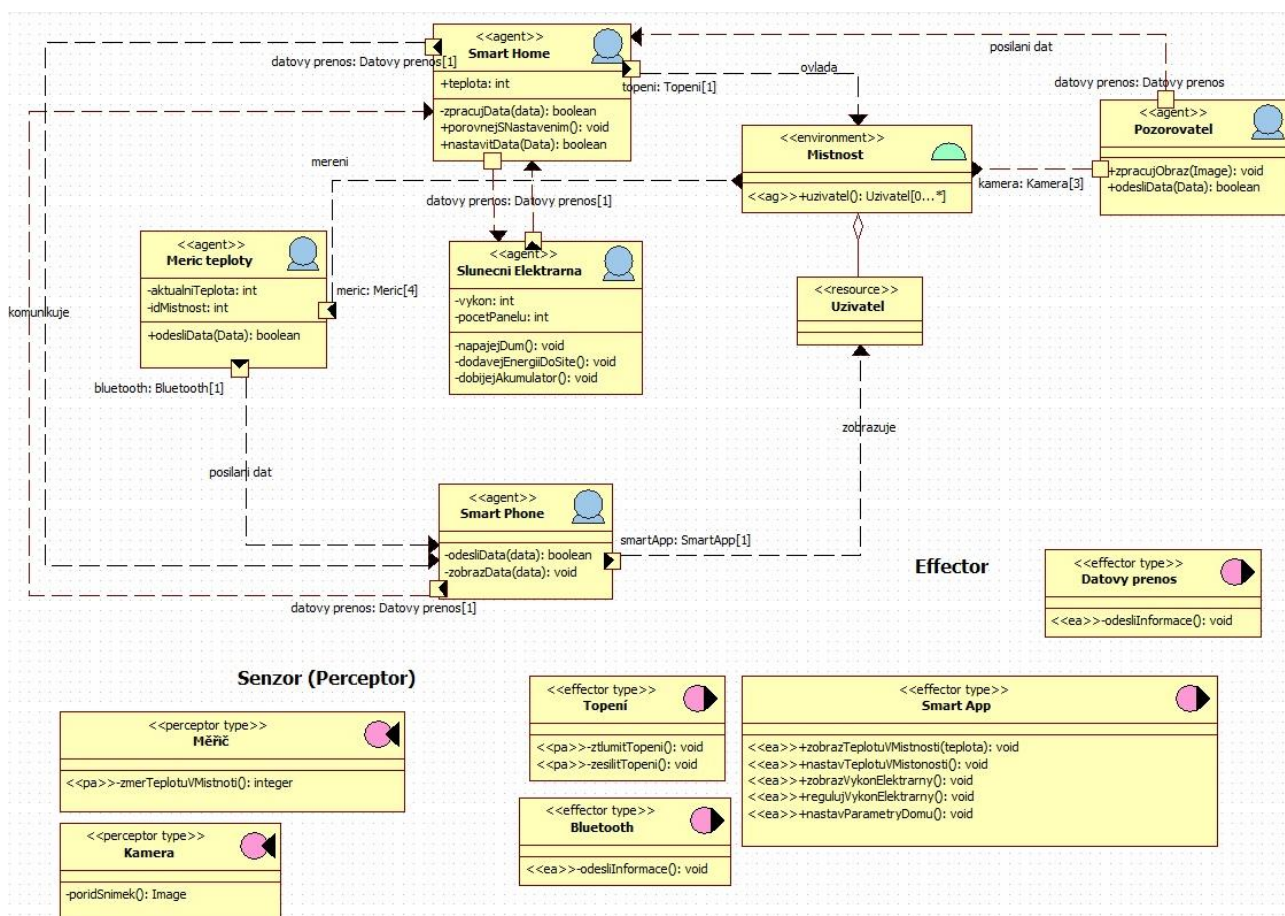 <<agent>>
Smart Home
+teplota: int
-zpracujData(data): boolean
+porovnejSNastavenim(): void
+nastavitData(Data): boolean
datovy prenos: Datovy prenos[1]
topeni: Topeni[1]
ovlada
posilani dat
datovy prenos: Datovy prenos
<<agent>>
Pozorovatel
+zpracujObraz(Image): void
+odesliData(Data): boolean
<<environment>>
Mistnost
<<ag>>+uzivatel(): Uzivatel[0...*]
kamera: Kamera[3]
mereni
datovy prenos: Datovy prenos[1]
<<agent>>
Meric teploty
-aktualniTeplota: int
-idMistnost: int
+odesliData(Data): boolean
meric: Meric[4]
<<agent>>
Slunecni Elektrarna
-vykon: int
-pocetPanelu: int
-napajejDum(): void
-dodavejEnergiiDoSite(): void
-dobijejAkumulator(): void
<<resource>>
Uzivatel
komunikuje
bluetooth: Bluetooth[1]
zobrazuje
posilani dat
<<agent>>
Smart Phone
-odesliData(data): boolean
-zobrazData(data): void
smartApp: SmartApp[1]
datovy prenos: Datovy prenos[1]
Effector
<<effector type>>
Datovy prenos
<<ea>>-odesliInformace(): void
Senzor (Perceptor)
<<perceptor type>>
Měřič
<<pa>>-zmerTeplotuVMistnoti(): integer
<<effector type>>
Topení
<<pa>>-ztlumitTopeni(): void
<<pa>>-zesilitTopeni(): void
<<effector type>>
Smart App
<<ea>>+zobrazTeplotuVMistnosti(teplota): void
<<ea>>+nastavTeplotuVMistonosti(): void
<<ea>>+zobrazVykonElektrarny(): void
<<ea>>+regulujVykonElektrarny(): void
<<ea>>+nastavParametryDomu(): void
<<perceptor type>>
Kamera
-poridSnimek(): Image
<<effector type>>
Bluetooth
<<ea>>-odesliInformace(): void